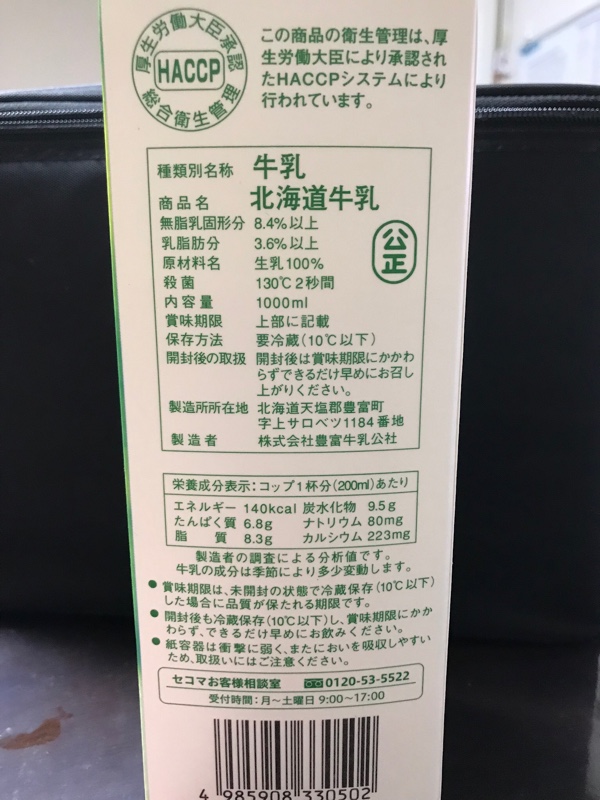 厚生労働大臣承認
HACCP
総合衛生管理
この商品の衛生管理は、厚
生労働大臣により承認され
たHACCPシステムにより
行われています。
種類別名称 牛乳
商品名 北海道牛乳
無脂乳固形分 8.4%以上
乳脂肪分 3.6%以上
原材料名 生乳100%
殺菌 130℃ 2秒間
内容量 1000ml
賞味期限 上部に記載
保存方法 要冷蔵(10℃以下)
開封後の取扱 開封後は賞味期限にかかわ
らずできるだけ早めにお召し
上がりください。
製造所所在地 北海道天塩郡豊富町
字上サロベツ1184番地
製造者 株式会社豊富牛乳公社
公正
栄養成分表示:コップ1杯分(200ml)あたり
エネルギー 140kcal 炭水化物 9.5g
たんぱく質 6.8g ナトリウム 80mg
脂質 8.3g カルシウム 223mg
製造者の調査による分析値です。
牛乳の成分は季節により多少変動します。
●賞味期限は、未開封の状態で冷蔵保存(10℃以下)
した場合に品質が保たれる期限です。
●開封後も冷蔵保存(10℃以下)し、賞味期限にかか
わらず、できるだけ早めにお飲みください。
●紙容器は衝撃に弱く、またにおいを吸収しやすい
ため、取扱いにはご注意ください。
セコマお客様相談室 0120-53-5522
受付時間:月~土曜日 9:00~17:00
4 985908 330502